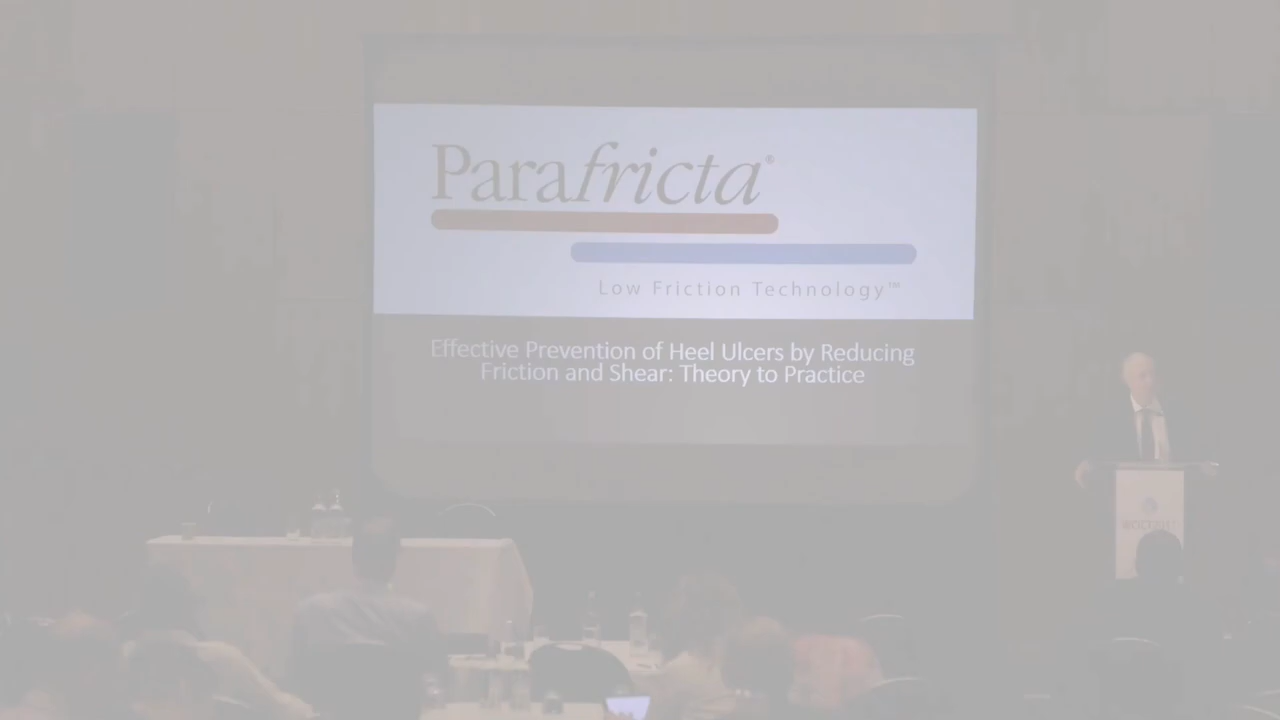 Parafricta®
Low Friction Technology™
Effective Prevention of Heel Ulcers by Reducing
Friction and Shear: Theory to Practice